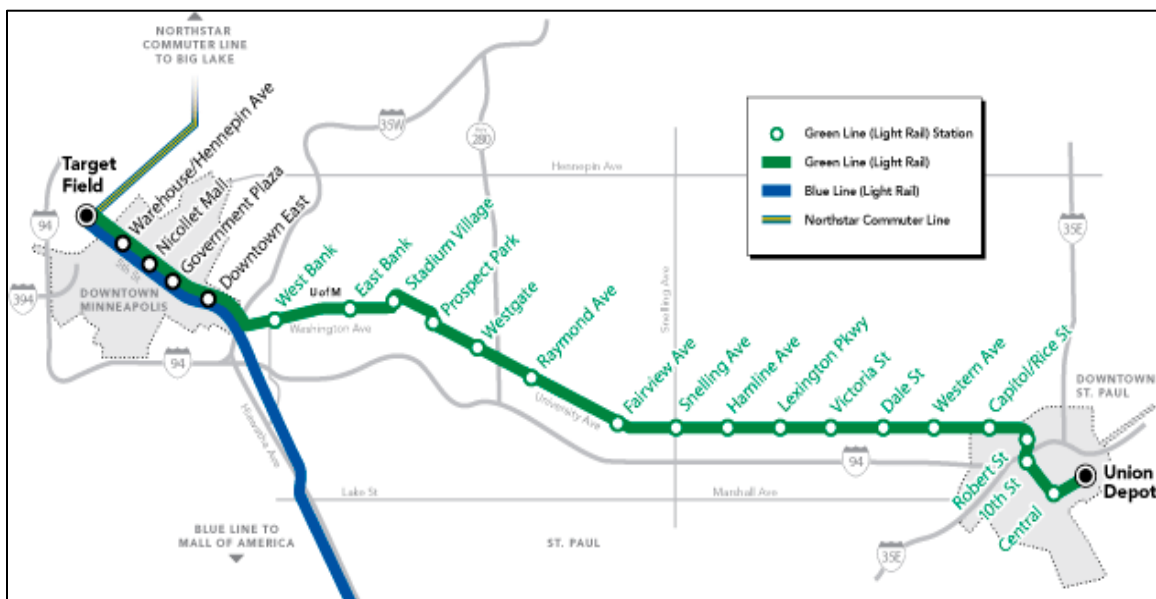 NORTHSTAR
COMMUTER LINE
TO BIG LAKE
Target
Field
Warehouse/Hennepin Ave
Nicollet Mall
Government Plaza
Downtown East
5th St
DOWNTOWN
MINNEAPOLIS
94
394
94
35W
Hwy
280
Hennepin Ave
Green Line (Light Rail) Station
Green Line (Light Rail)
Blue Line (Light Rail)
Northstar Commuter Line
35E
West Bank
U of M
East Bank
Stadium Village
Prospect Park
Westgate
Raymond Ave
Washington Ave
University Ave
Hiawatha Ave
Snelling Ave
Fairview Ave
Snelling Ave
Hamline Ave
Lexington Pkwy
Victoria St
Dale St
Western Ave
Capitol/Rice St
DOWNTOWN
ST. PAUL
Robert St
10th St
Central
Union
Depot
94
Lake St
Marshall Ave
BLUE LINE TO
MALL OF AMERICA
ST. PAUL
35E